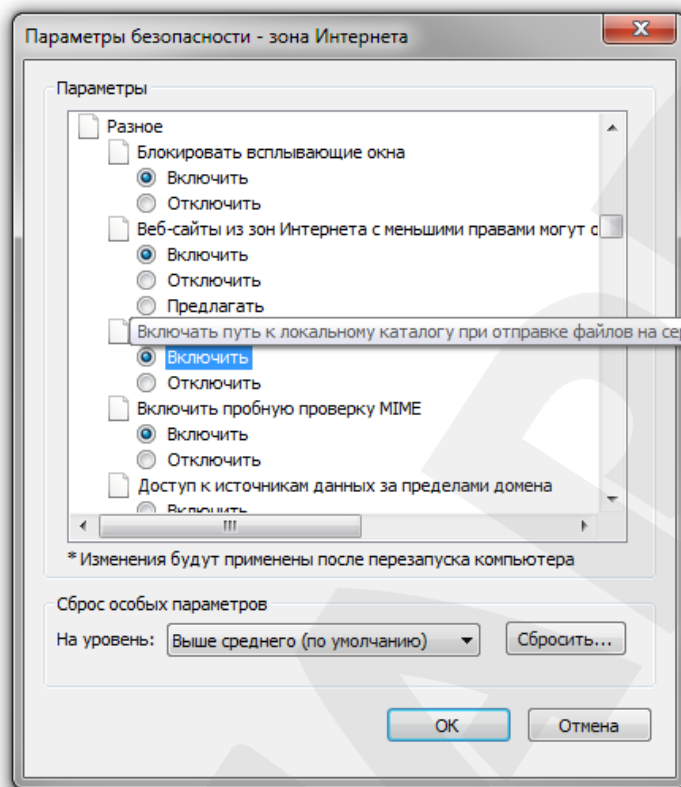 Параметры безопасности - зона Интернета
Параметры
Разное
Блокировать всплывающие окна
Включить
Отключить
Веб-сайты из зон Интернета с меньшими правами могут
Включить
Отключить
Предлагать
Включать путь к локальному каталогу при отправке файлов на
Включить
Отключить
Включить пробную проверку MIME
Включить
Отключить
Доступ к источникам данных за пределами домена
Включить
* Изменения будут применены после перезапуска компьютера
Сброс особых параметров
На уровень: Выше среднего (по умолчанию) Сбросить...
ОК Отмена